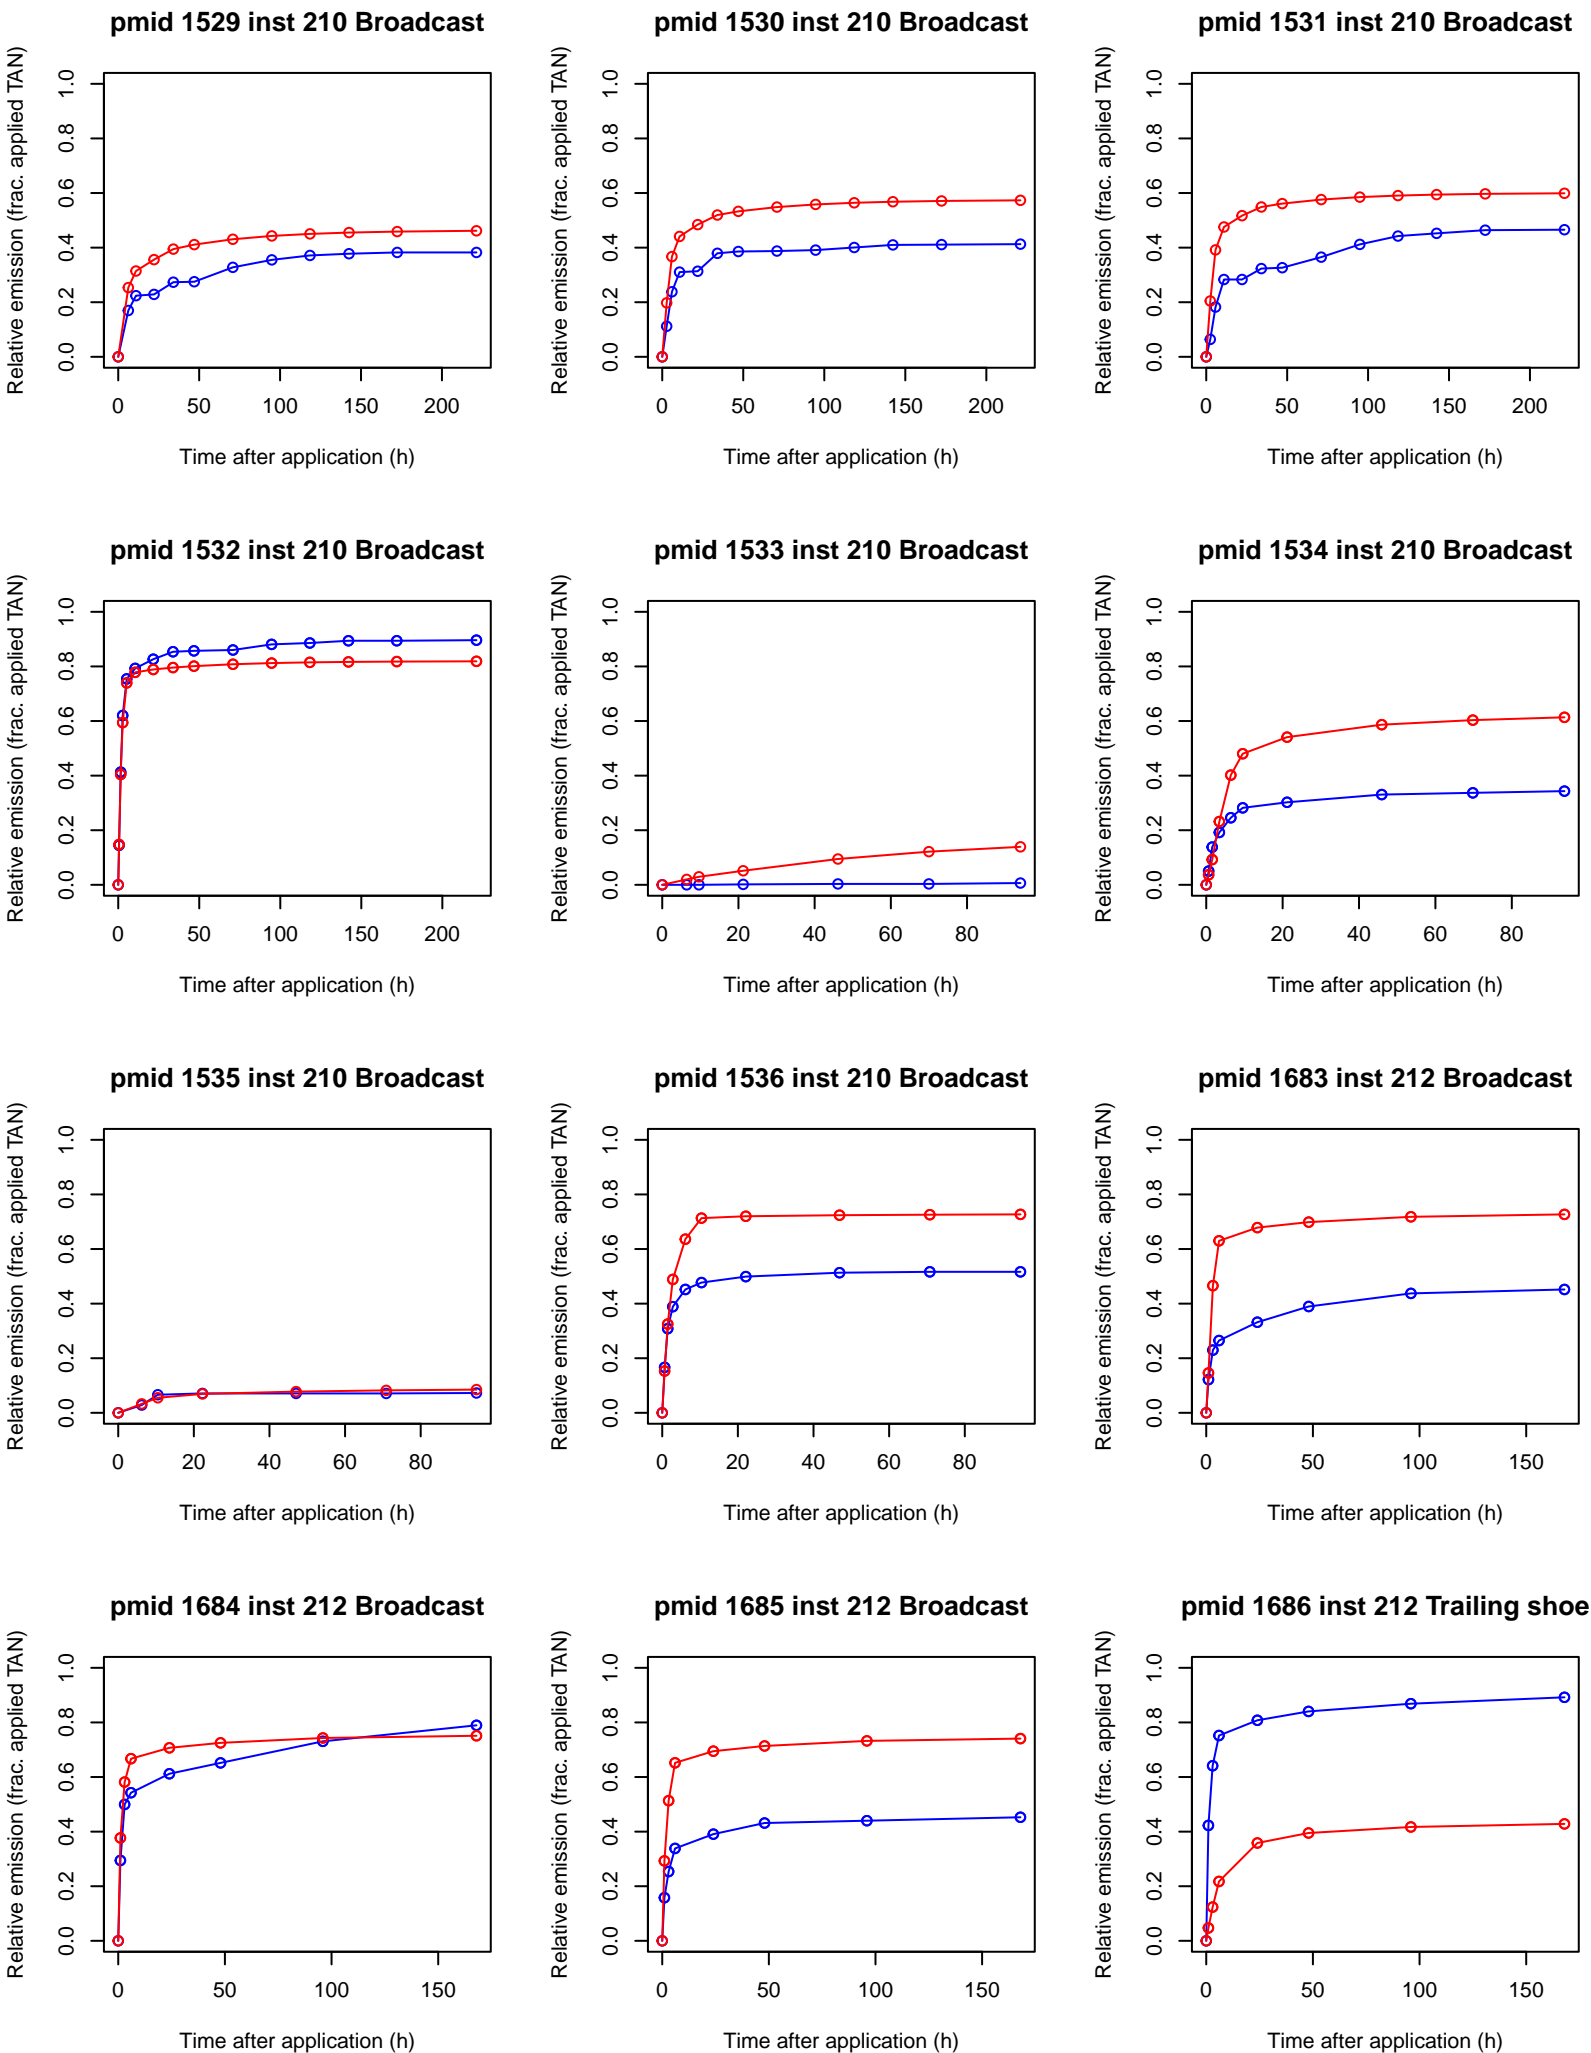 pmid 1529 inst 210 Broadcast
Relative emission (frac. applied TAN)
0.0 0.2 0.4 0.6 0.8 1.0
0 50 100 150 200
Time after application (h)
pmid 1530 inst 210 Broadcast
Relative emission (frac. applied TAN)
0.0 0.2 0.4 0.6 0.8 1.0
0 50 100 150 200
Time after application (h)
pmid 1531 inst 210 Broadcast
Relative emission (frac. applied TAN)
0.0 0.2 0.4 0.6 0.8 1.0
0 50 100 150 200
Time after application (h)
pmid 1532 inst 210 Broadcast
Relative emission (frac. applied TAN)
0.0 0.2 0.4 0.6 0.8 1.0
0 50 100 150 200
Time after application (h)
pmid 1533 inst 210 Broadcast
Relative emission (frac. applied TAN)
0.0 0.2 0.4 0.6 0.8 1.0
0 20 40 60 80
Time after application (h)
pmid 1534 inst 210 Broadcast
Relative emission (frac. applied TAN)
0.0 0.2 0.4 0.6 0.8 1.0
0 20 40 60 80
Time after application (h)
pmid 1535 inst 210 Broadcast
Relative emission (frac. applied TAN)
0.0 0.2 0.4 0.6 0.8 1.0
0 20 40 60 80
Time after application (h)
pmid 1536 inst 210 Broadcast
Relative emission (frac. applied TAN)
0.0 0.2 0.4 0.6 0.8 1.0
0 20 40 60 80
Time after application (h)
pmid 1683 inst 212 Broadcast
Relative emission (frac. applied TAN)
0.0 0.2 0.4 0.6 0.8 1.0
0 50 100 150
Time after application (h)
pmid 1684 inst 212 Broadcast
Relative emission (frac. applied TAN)
0.0 0.2 0.4 0.6 0.8 1.0
0 50 100 150
Time after application (h)
pmid 1685 inst 212 Broadcast
Relative emission (frac. applied TAN)
0.0 0.2 0.4 0.6 0.8 1.0
0 50 100 150
Time after application (h)
pmid 1686 inst 212 Trailing shoe
Relative emission (frac. applied TAN)
0.0 0.2 0.4 0.6 0.8 1.0
0 50 100 150
Time after application (h)